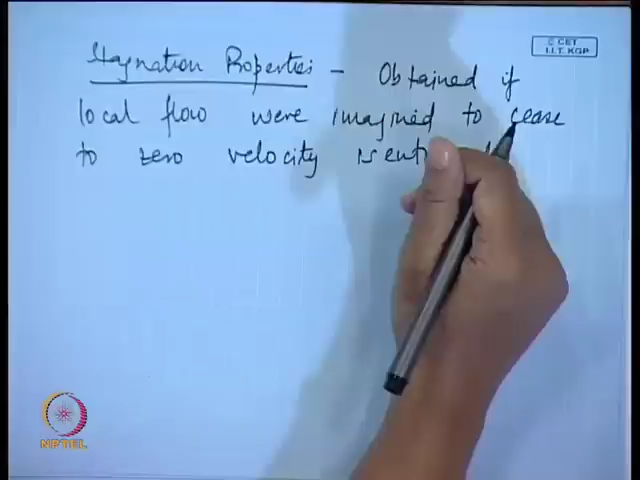 Stagnation Properties - Obtained if
local flow were imagined to cease
to zero velocity
© CET
I.I.T. KGP
NPTEL